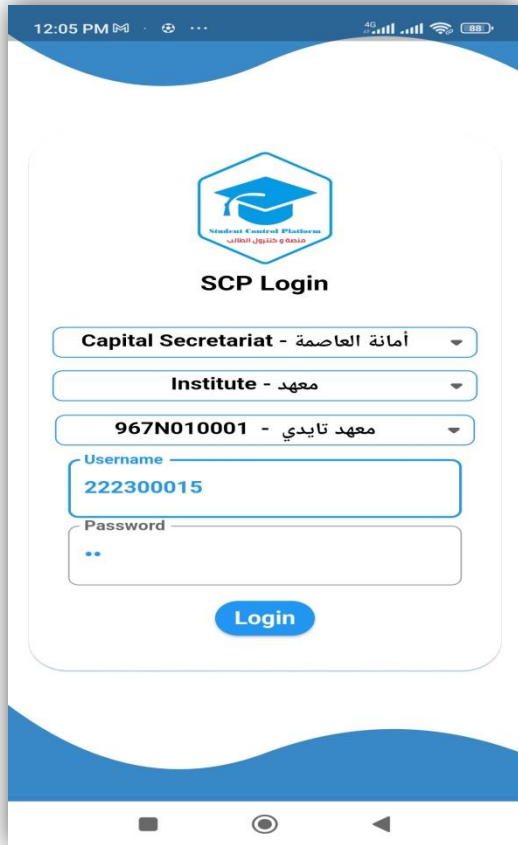 12:05 PM
4G
88
Student Control Platform
منصة و كنترول الطالب
SCP Login
Capital Secretariat - أمانة العاصمة
Institute - معهد
967N010001 - معهد تايدي
Username
222300015
Password
••
Login